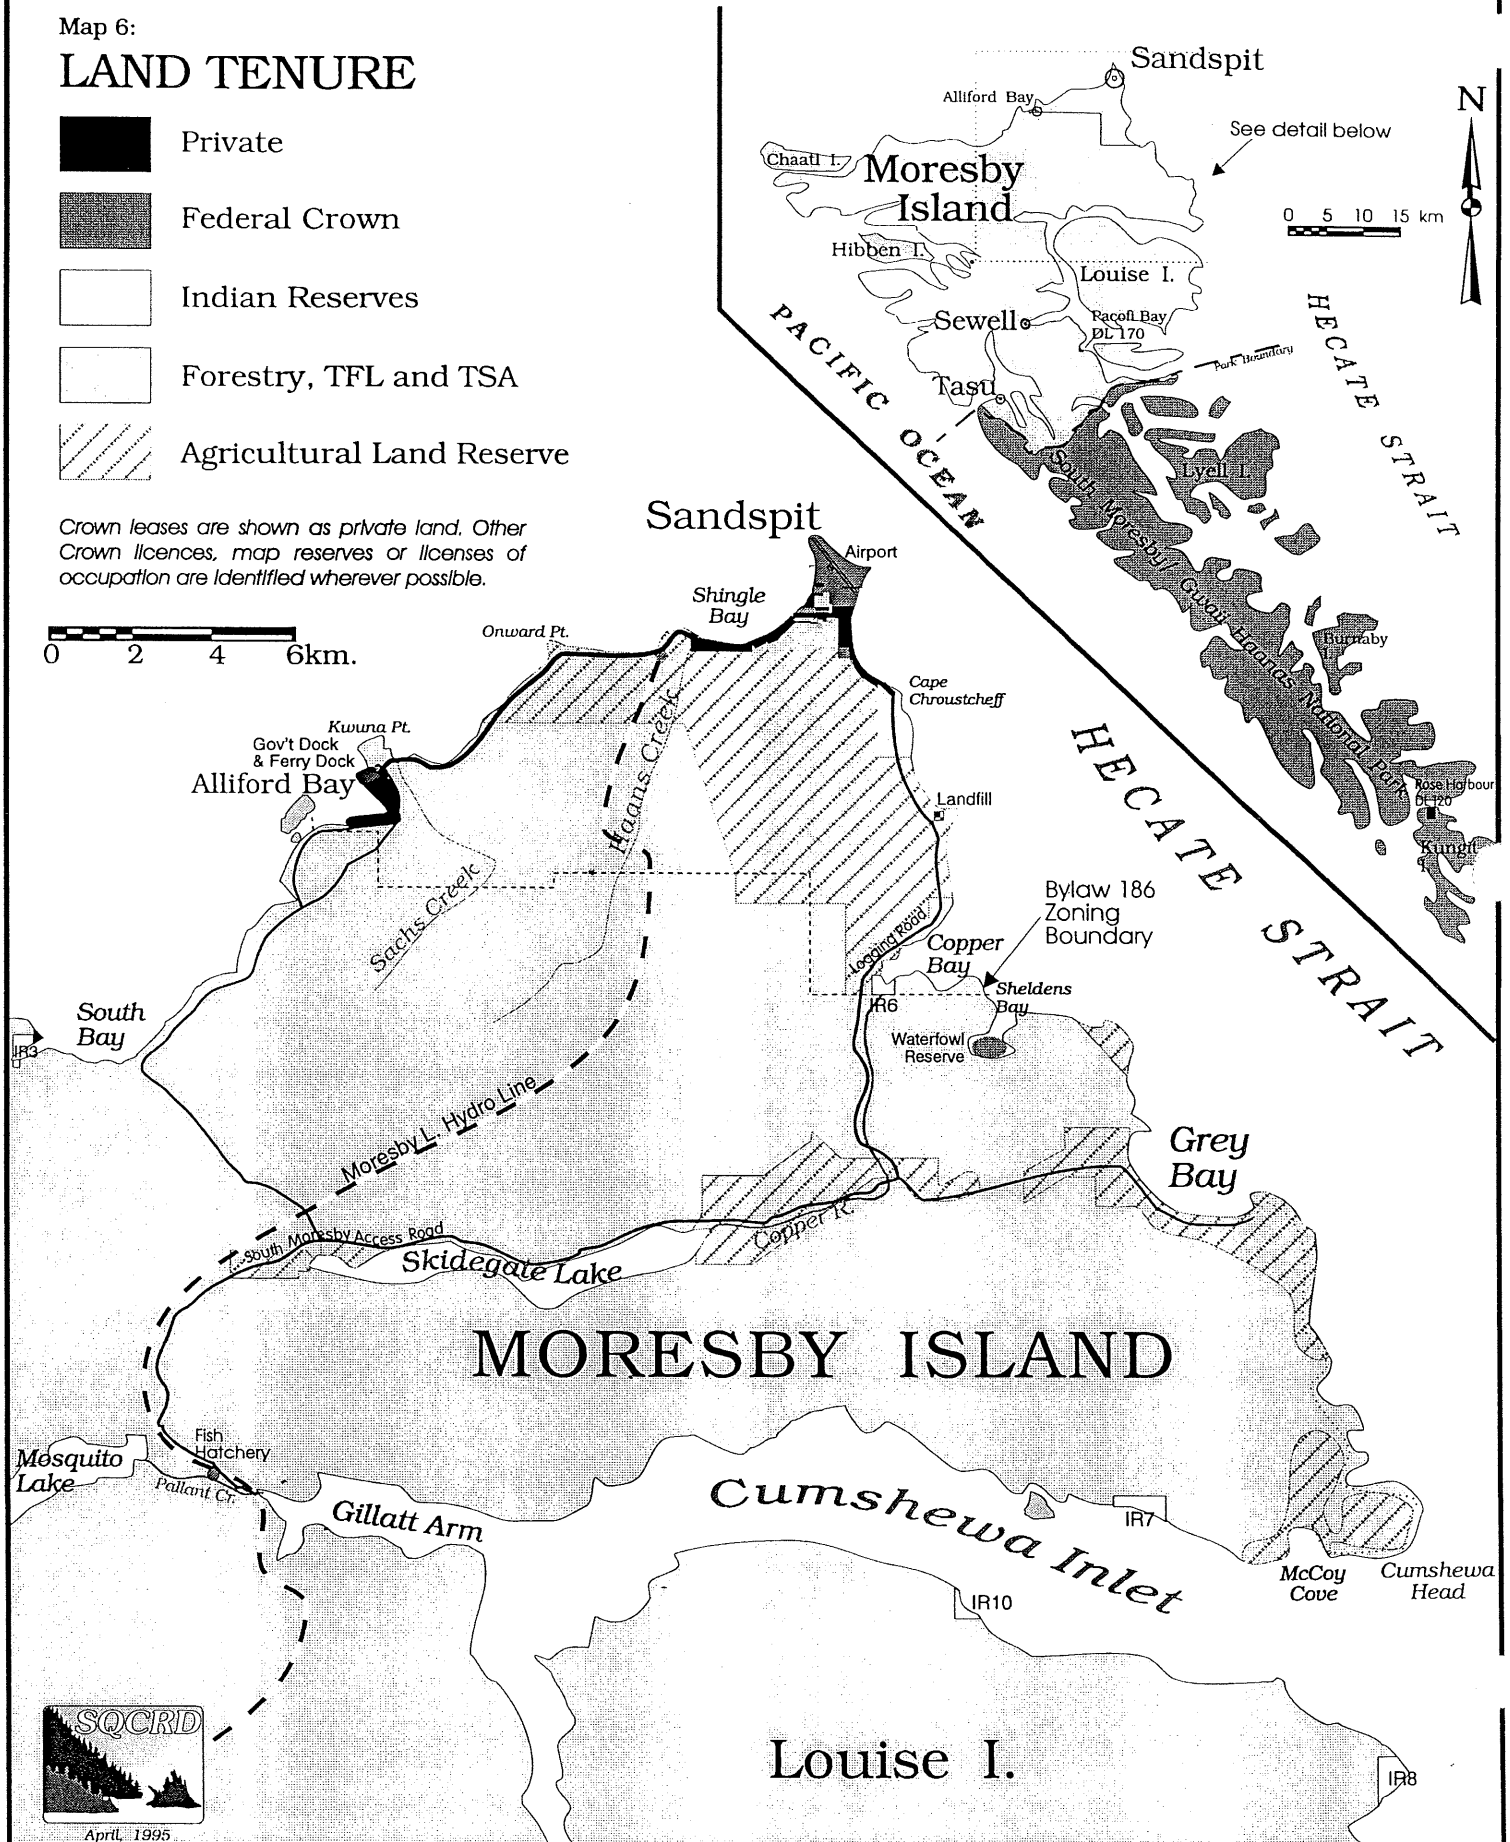 Map 6:
LAND TENURE
Private
Federal Crown
Indian Reserves
Forestry, TFL and TSA
Agricultural Land Reserve
Crown leases are shown as private land. Other
Crown licences, map reserves or licenses of
occupation are identified wherever possible.
0 2 4 6km.
Sandspit
Alliford Bay
See detail below
N
Chaatl I.
Moresby
Island
0 5 10 15 km
Hibben I.
Louise I.
Sewell
Pacofi Bay
DL 170
Park Boundary
Tasu
PACIFIC OCEAN
HECATE STRAIT
Lyell I.
South Moresby/ Gwaii Haanas National Park
Burnaby
I.
Rose Harbour
DL120
Kungit
I.
Sandspit
Airport
Shingle
Bay
Onward Pt.
Cape
Chroustcheff
Kwuna Pt.
Gov't Dock
& Ferry Dock
Alliford Bay
Haans Creek
Landfill
Sachs Creek
HECATE STRAIT
Bylaw 186
Zoning
Boundary
Logging Road
Copper
Bay
IR6
Sheldens
Bay
South
Bay
IR3
Waterfowl
Reserve
Moresby L. Hydro Line
Grey
Bay
South Moresby Access Road
Copper R.
Skidegate Lake
MORESBY ISLAND
Fish
Hatchery
Mosquito
Lake
Pallant Cr.
Gillatt Arm
Cumshewa Inlet
IR7
McCoy
Cove
Cumshewa
Head
IR10
Louise I.
IR8
SQCRD
April, 1995